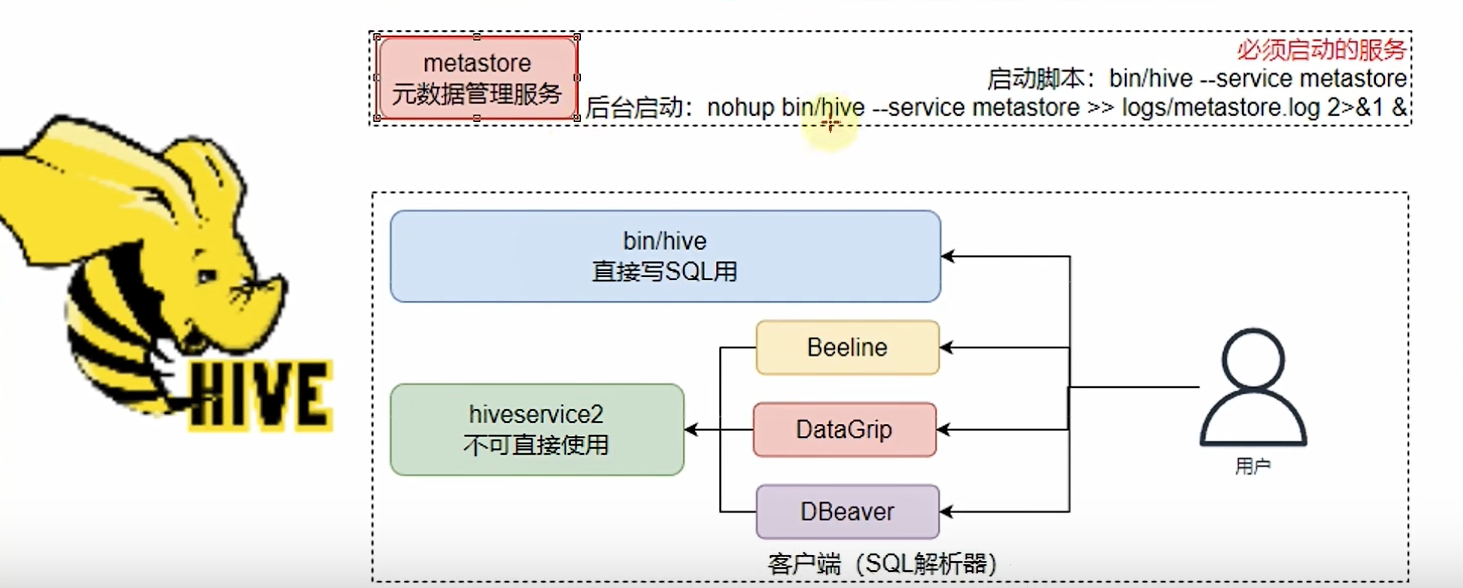 metastore
元数据管理服务
必须启动的服务
启动脚本：bin/hive --service metastore
后台启动：nohup bin/hive --service metastore >> logs/metastore.log 2>&1 &
bin/hive
直接写SQL用
Beeline
hiveservice2
不可直接使用
DataGrip
DBeaver
客户端（SQL解析器）
用户
HIVE